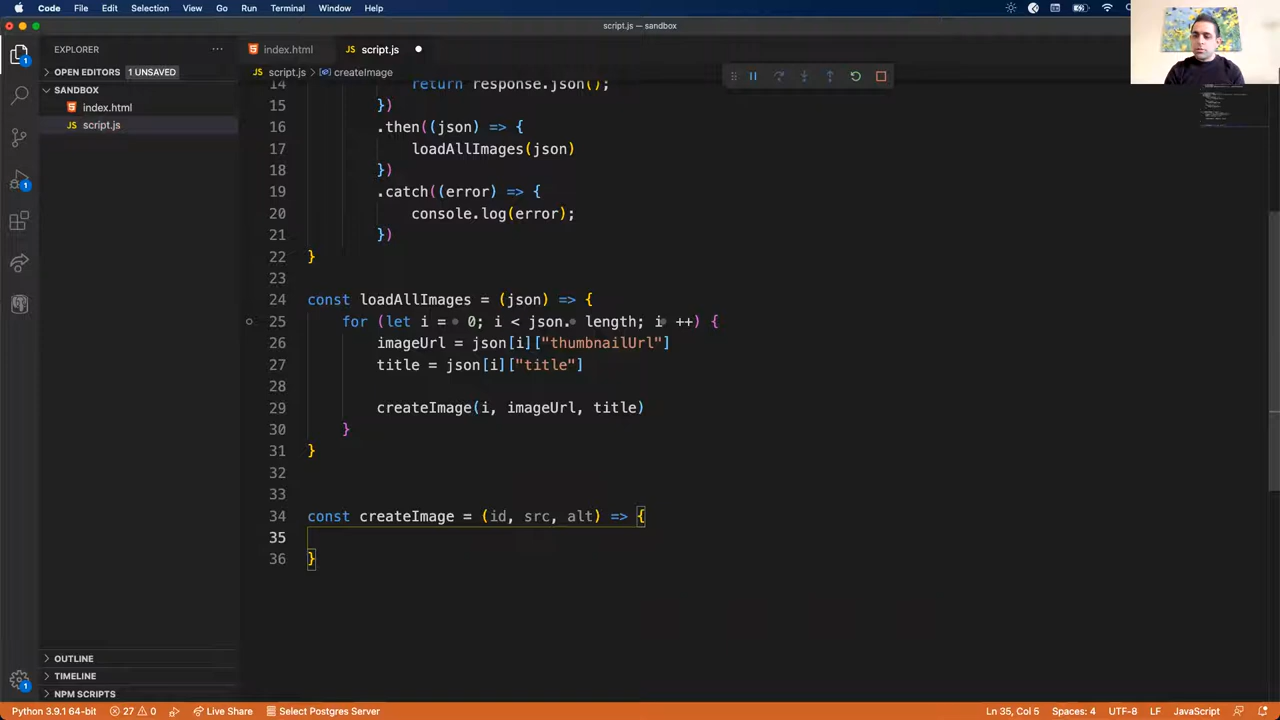 Code File Edit Selection View Go Run Terminal Window Help
script.js — sandbox
EXPLORER
index.html
JS script.js
OPEN EDITORS 1 UNSAVED
JS script.js > createImage
SANDBOX
index.html
JS script.js
14 return response.json();
15 })
16 .then((json) => {
17 loadAllImages(json)
18 })
19 .catch((error) => {
20 console.log(error);
21 })
22 }
23
24 const loadAllImages = (json) => {
25 for (let i = 0; i < json. length; i ++) {
26 imageUrl = json[i]["thumbnailUrl"]
27 title = json[i]["title"]
28
29 createImage(i, imageUrl, title)
30 }
31 }
32
33
34 const createImage = (id, src, alt) => {
35
36 }
1
1
1
OUTLINE
TIMELINE
NPM SCRIPTS
Python 3.9.1 64-bit 27 0 Live Share Select Postgres Server Ln 35, Col 5 Spaces: 4 UTF-8 LF JavaScript